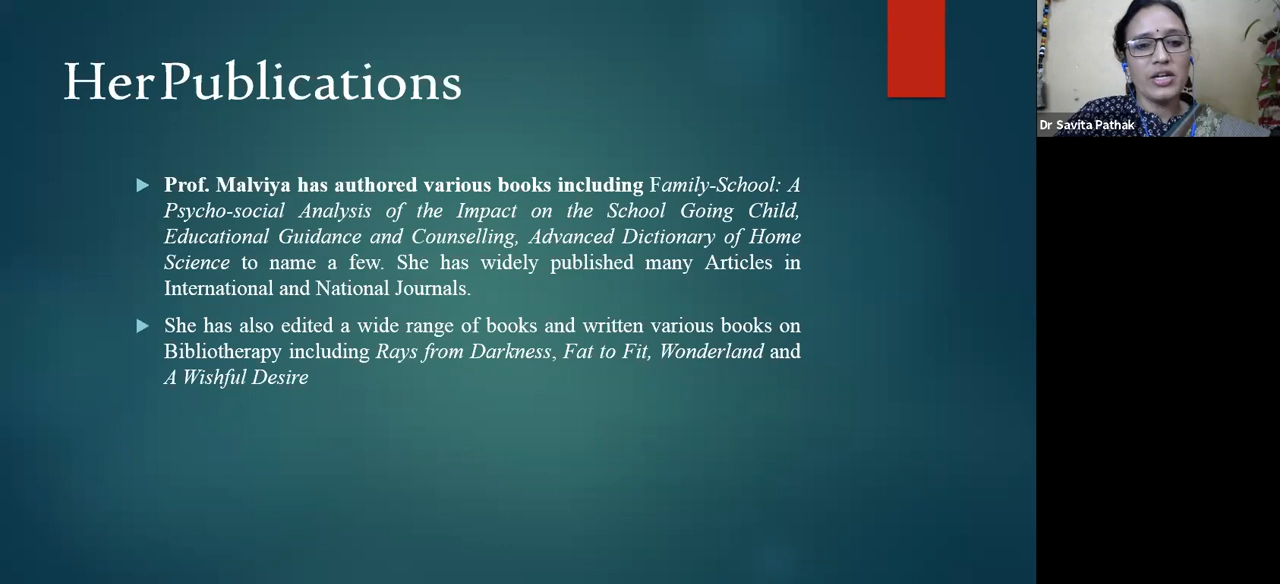 Her Publications
Prof. Malviya has authored various books including Family-School: A
Psycho-social Analysis of the Impact on the School Going Child,
Educational Guidance and Counselling, Advanced Dictionary of Home
Science to name a few. She has widely published many Articles in
International and National Journals.
She has also edited a wide range of books and written various books on
Bibliotherapy including Rays from Darkness, Fat to Fit, Wonderland and
A Wishful Desire
Dr Savita Pathak